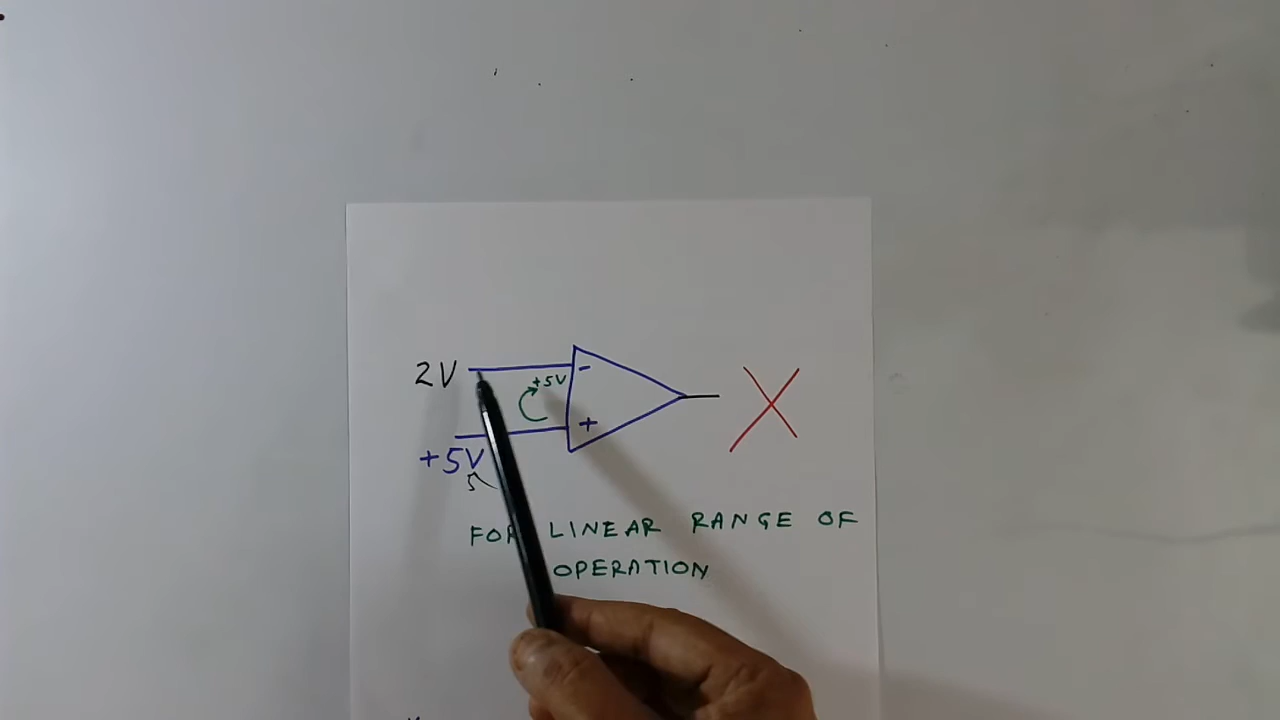 2V
+5V
-
+
+5V
FOR LINEAR RANGE OF
OPERATION